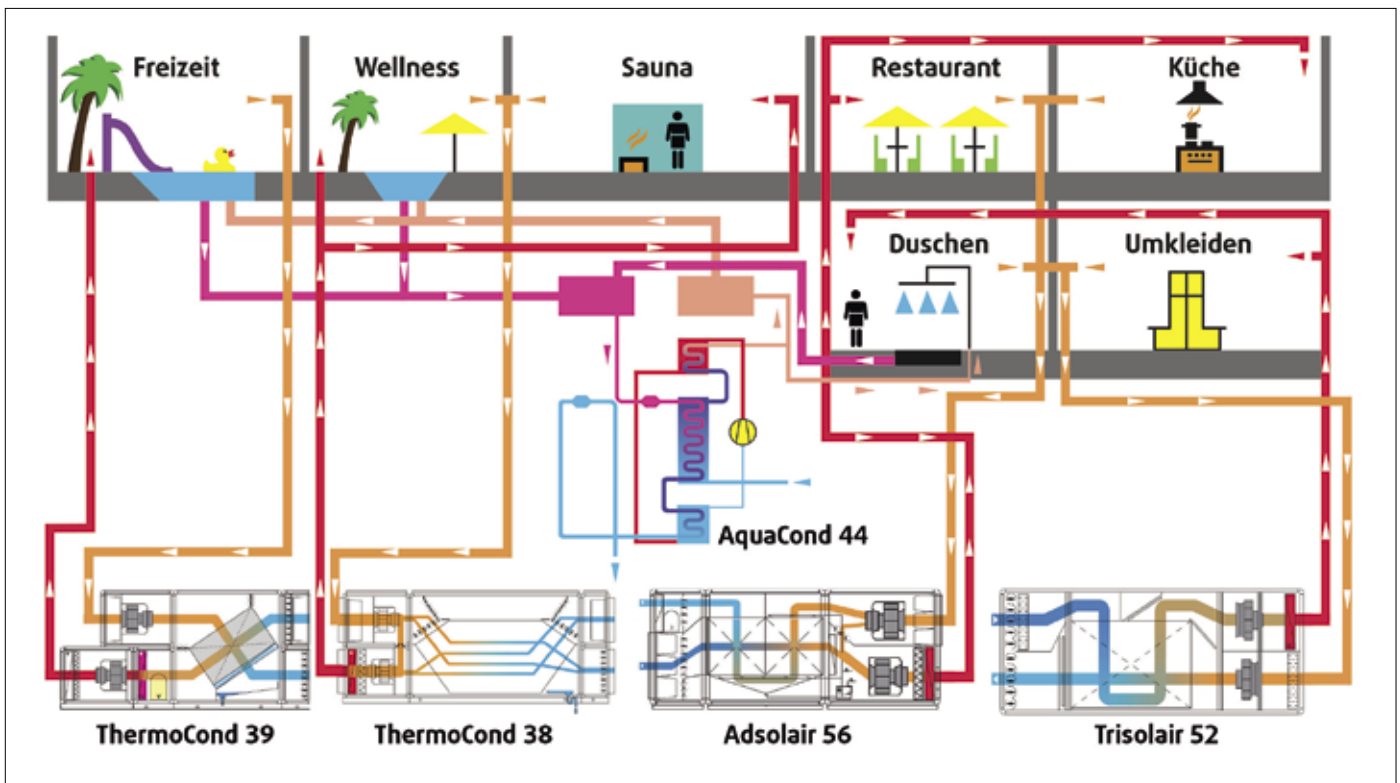 Freizeit
Wellness
Sauna
Restaurant
Küche
Duschen
Umkleiden
AquaCond 44
ThermoCond 39
ThermoCond 38
Adsolair 56
Trisolair 52